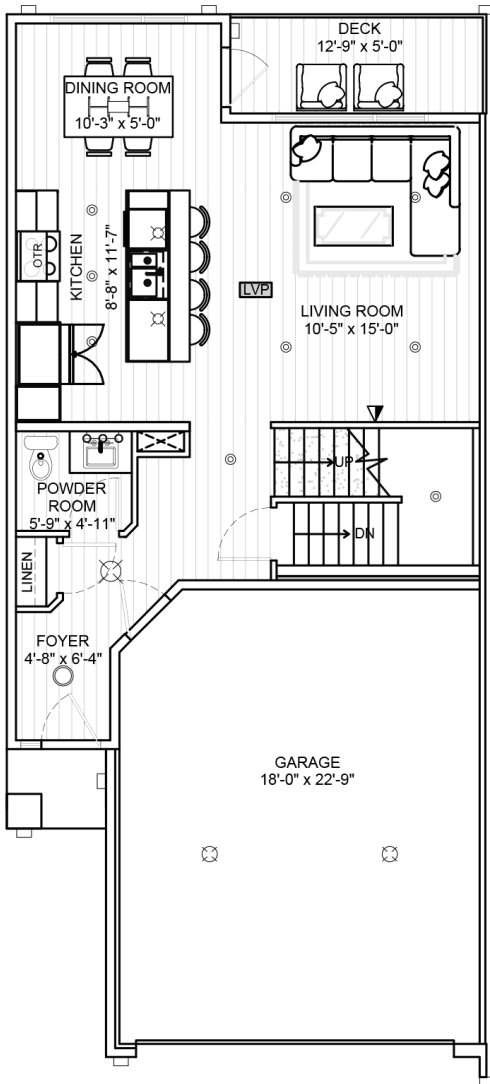 DECK
12'-9" x 5'-0"
DINING ROOM
10'-3" x 5'-0"
OTR
KITCHEN
8'-8" x 11'-7"
LVP
LIVING ROOM
10'-5" x 15'-0"
UP
POWDER
ROOM
5'-9" x 4'-11"
DN
LINEN
FOYER
4'-8" x 6'-4"
GARAGE
18'-0" x 22'-9"